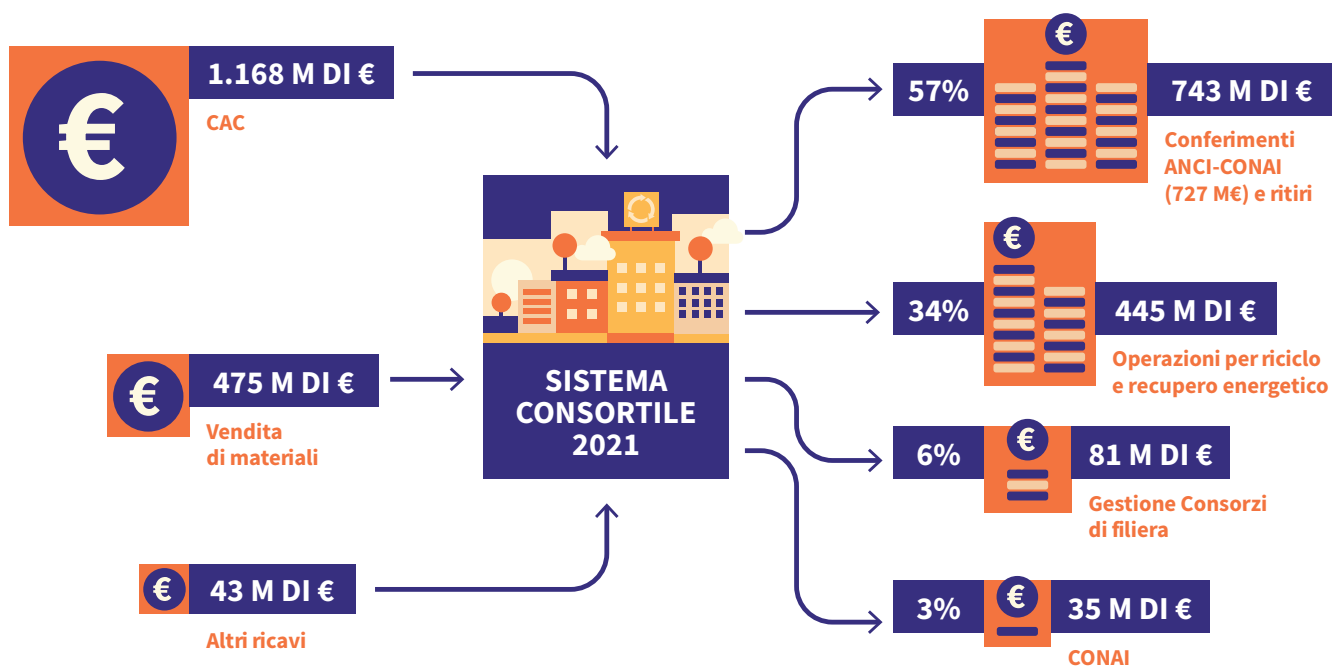 1.168 M DI €
CAC
475 M DI €
Vendita
di materiali
43 M DI €
Altri ricavi
SISTEMA
CONSORTILE
2021
57%
743 M DI €
Conferimenti
ANCI-CONAI
(727 M€) e ritiri
34%
445 M DI €
Operazioni per riciclo
e recupero energetico
6%
81 M DI €
Gestione Consorzi
di filiera
3%
35 M DI €
CONAI